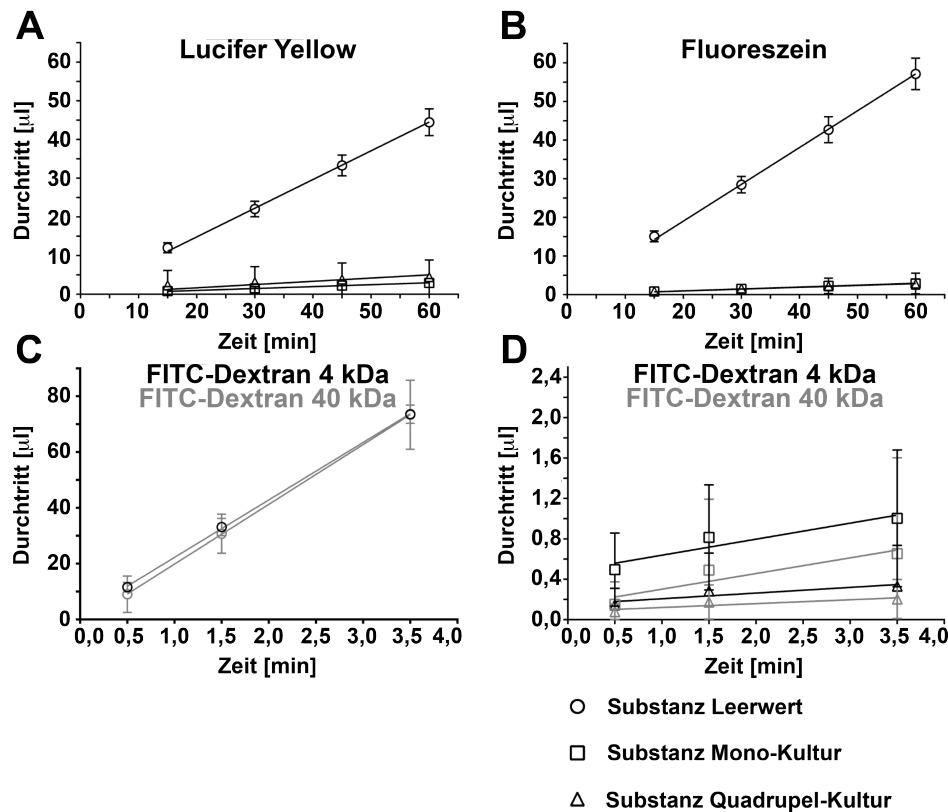 A
Lucifer Yellow
Durchtritt [µl]
60
50
40
30
20
10
0
0 10 20 30 40 50 60
Zeit [min]
B
Fluoreszein
Durchtritt [µl]
60
50
40
30
20
10
0
0 10 20 30 40 50 60
Zeit [min]
C
FITC-Dextran 4 kDa
FITC-Dextran 40 kDa
Durchtritt [µl]
80
60
40
20
0
0,0 0,5 1,0 1,5 2,0 2,5 3,0 3,5 4,0
Zeit [min]
D
FITC-Dextran 4 kDa
FITC-Dextran 40 kDa
Durchtritt [µl]
2,4
2,0
1,6
1,2
0,8
0,4
0,0
0,0 0,5 1,0 1,5 2,0 2,5 3,0 3,5 4,0
Zeit [min]
Substanz Leerwert
Substanz Mono-Kultur
Substanz Quadrupel-Kultur